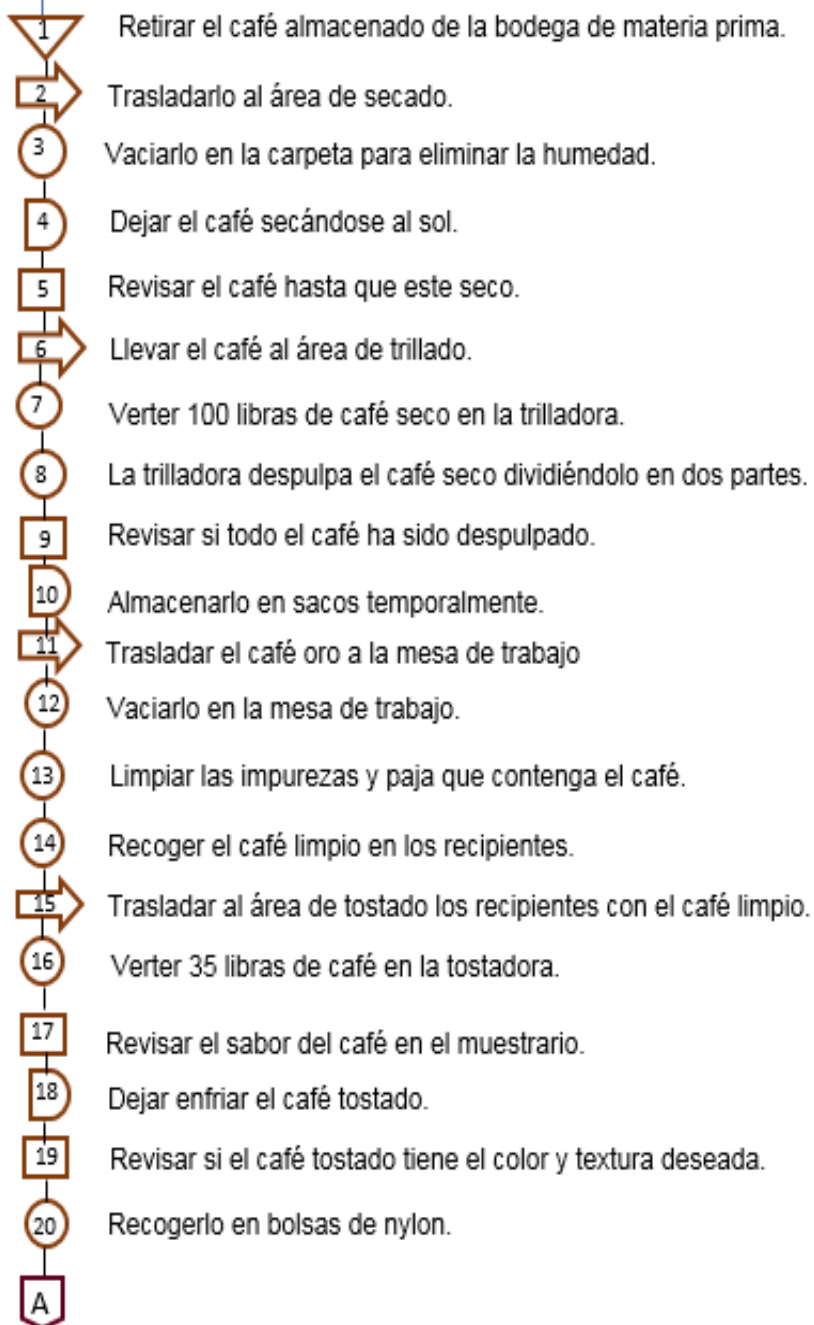 1 Retirar el café almacenado de la bodega de materia prima.
2 Trasladarlo al área de secado.
3 Vaciarlo en la carpeta para eliminar la humedad.
4 Dejar el café secándose al sol.
5 Revisar el café hasta que este seco.
6 Llevar el café al área de trillado.
7 Verter 100 libras de café seco en la trilladora.
8 La trilladora despulpa el café seco dividiéndolo en dos partes.
9 Revisar si todo el café ha sido despulpado.
10 Almacenarlo en sacos temporalmente.
11 Trasladar el café oro a la mesa de trabajo
12 Vaciarlo en la mesa de trabajo.
13 Limpiar las impurezas y paja que contenga el café.
14 Recoger el café limpio en los recipientes.
15 Trasladar al área de tostado los recipientes con el café limpio.
16 Verter 35 libras de café en la tostadora.
17 Revisar el sabor del café en el muestrario.
18 Dejar enfriar el café tostado.
19 Revisar si el café tostado tiene el color y textura deseada.
20 Recogerlo en bolsas de nylon.
A